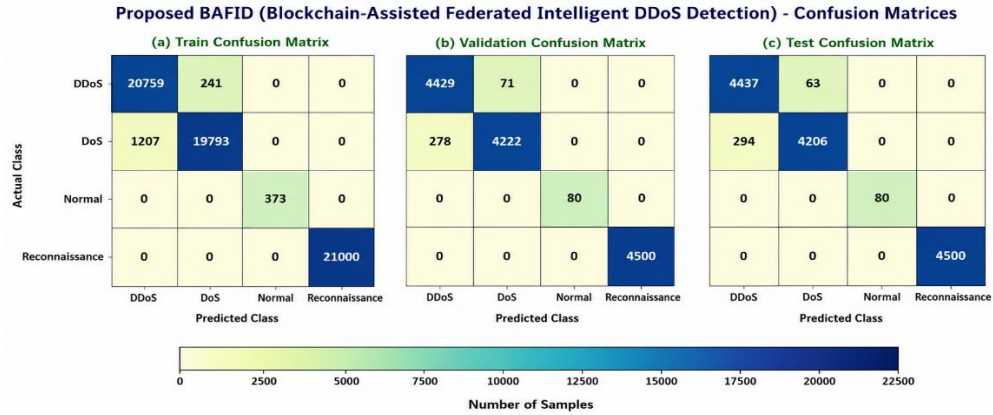 Proposed BAFID (Blockchain-Assisted Federated Intelligent DDoS Detection) - Confusion Matrices
(a) Train Confusion Matrix
(b) Validation Confusion Matrix
(c) Test Confusion Matrix
Actual Class
DDoS 20759 241 0 0
DoS 1207 19793 0 0
Normal 0 0 373 0
Reconnaissance 0 0 0 21000
DDoS DoS Normal Reconnaissance
Predicted Class
4429 71 0 0
278 4222 0 0
0 0 80 0
0 0 0 4500
DDoS DoS Normal Reconnaissance
Predicted Class
4437 63 0 0
294 4206 0 0
0 0 80 0
0 0 0 4500
DDoS DoS Normal Reconnaissance
Predicted Class
0 2500 5000 7500 10000 12500 15000 17500 20000 22500
Number of Samples